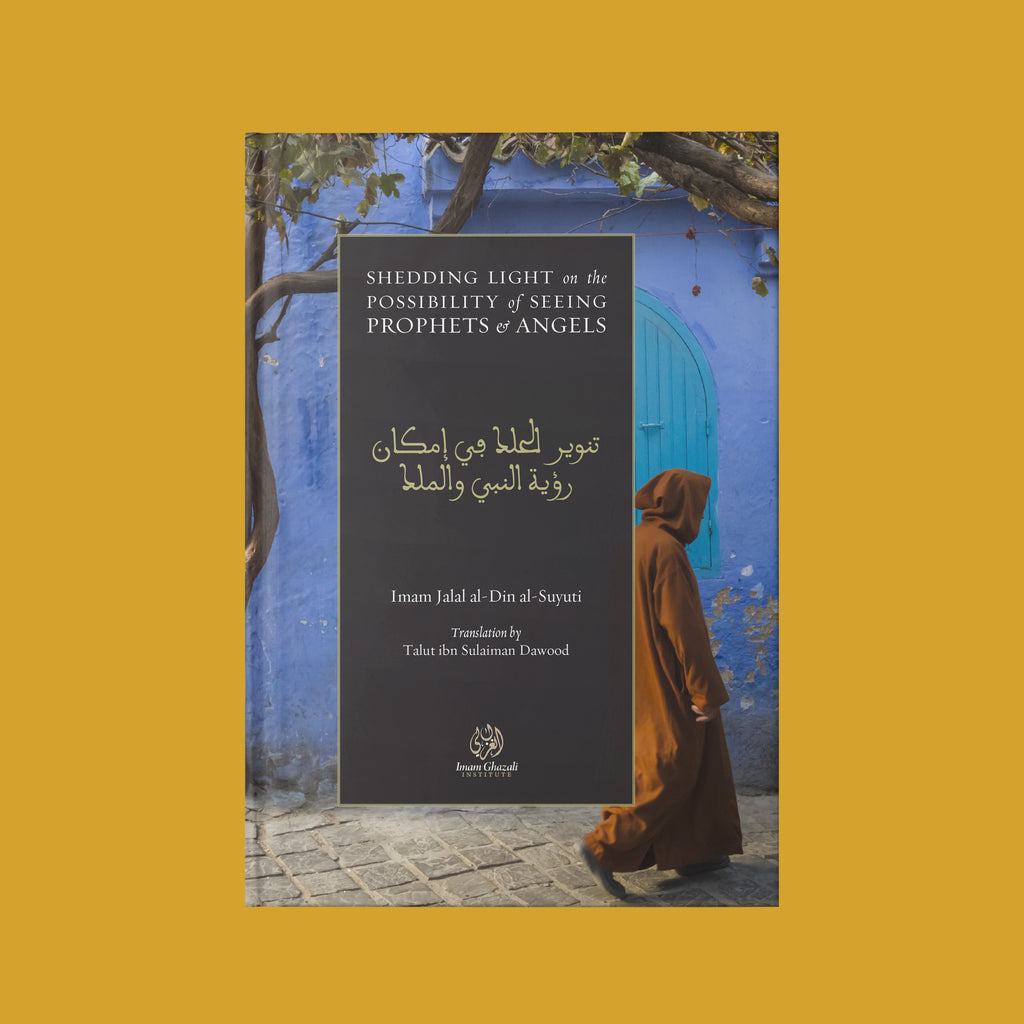 SHEDDING LIGHT on the
POSSIBILITY of SEEING
PROPHETS & ANGELS
تنوير الحلك في إمكان
رؤية النبي والملك
Imam Jalal al-Din al-Suyuti
Translation by
Talut ibn Sulaiman Dawood
الغزالي
Imam Ghazali
INSTITUTE